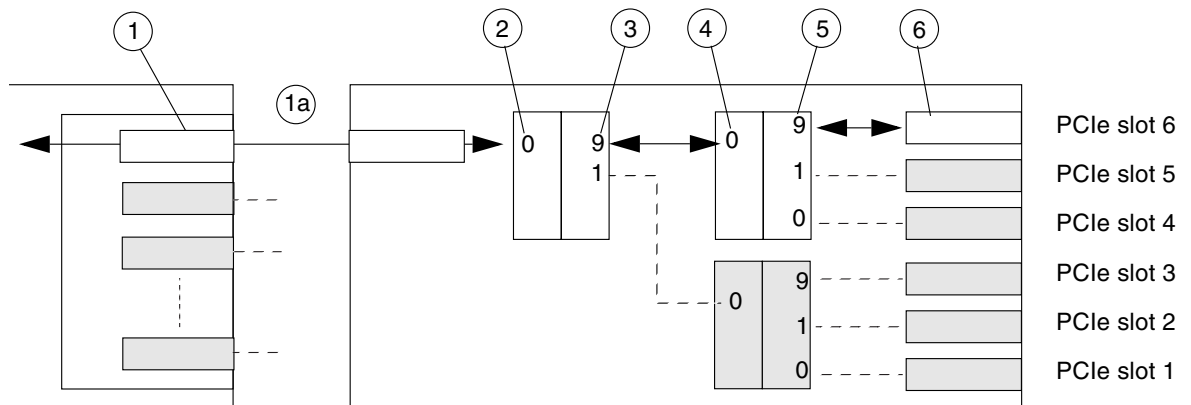 1
2
3
4
5
6
1a
0
9
1
0
9
1
0
PCIe slot 6
PCIe slot 5
PCIe slot 4
0
9
1
0
PCIe slot 3
PCIe slot 2
PCIe slot 1